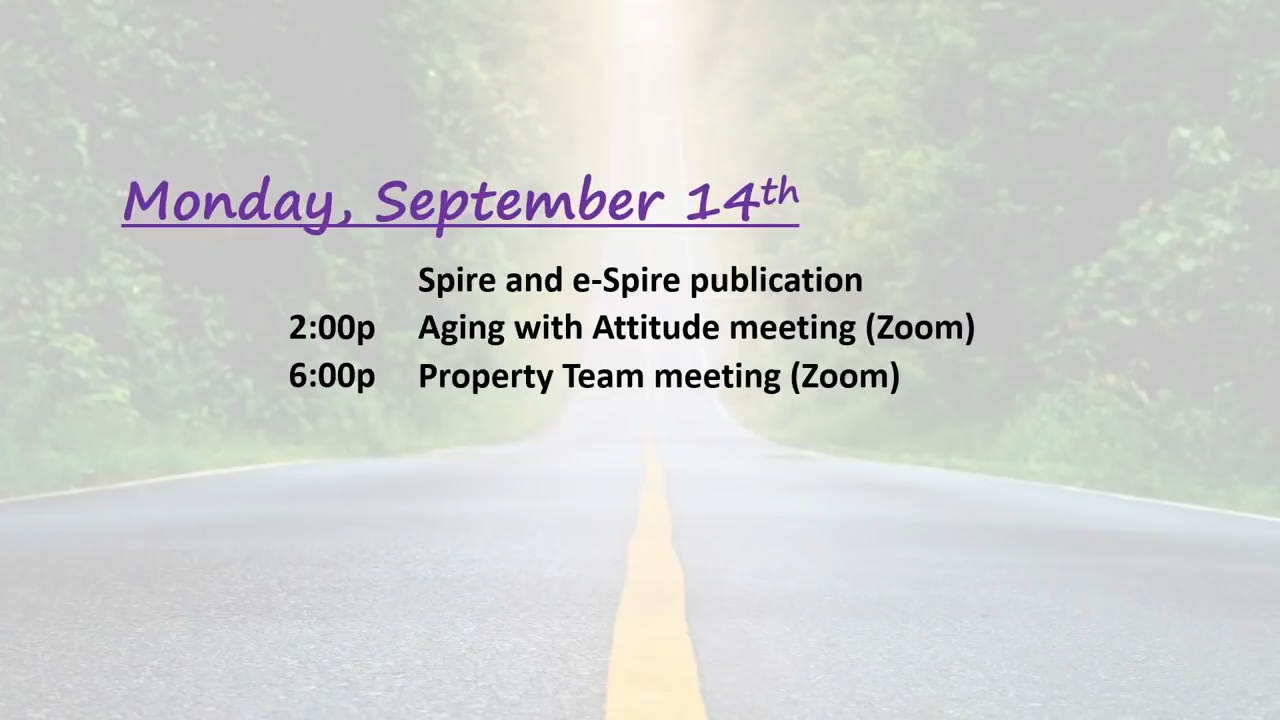 Monday, September 14th
Spire and e-Spire publication
2:00p Aging with Attitude meeting (Zoom)
6:00p Property Team meeting (Zoom)